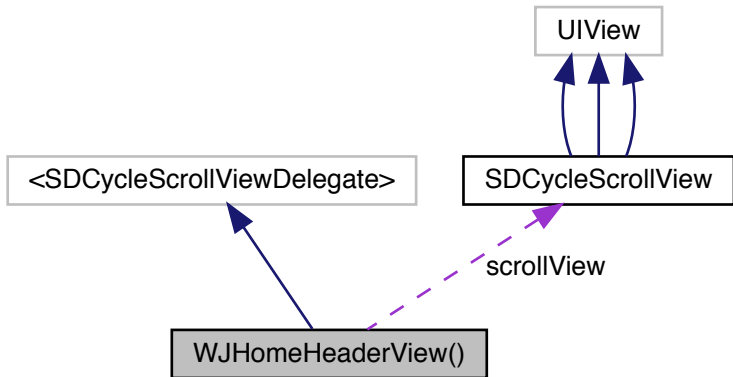 UIView
<SDCycleScrollViewDelegate>
SDCycleScrollView
scrollView
WJHomeHeaderView()